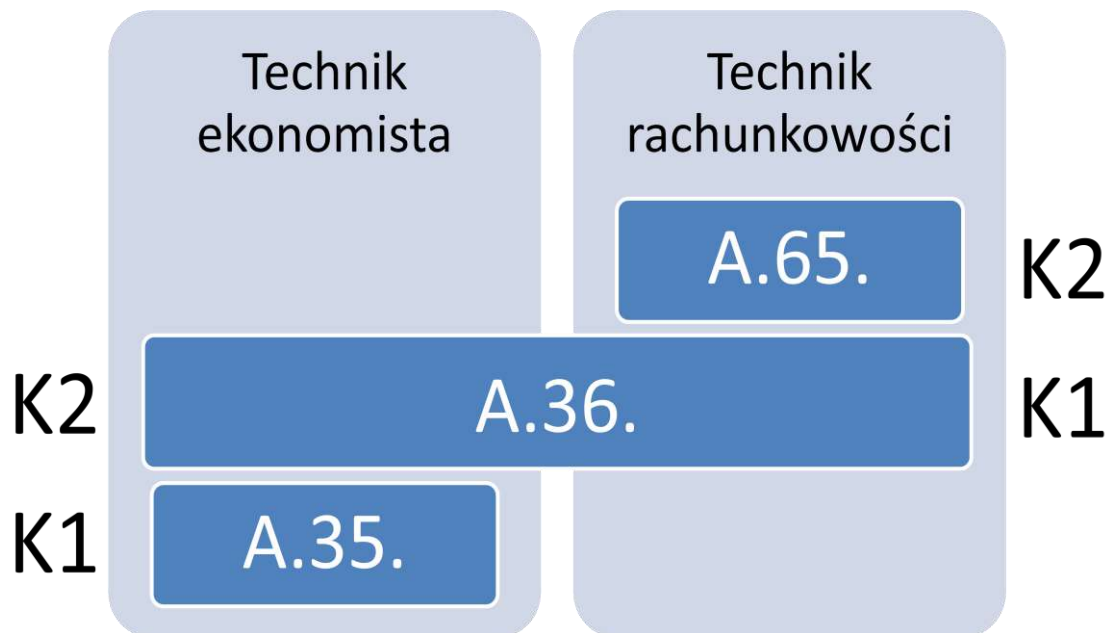 Technik
ekonomista
Technik
rachunkowości
A.65.
K2
K2
A.36.
K1
K1
A.35.